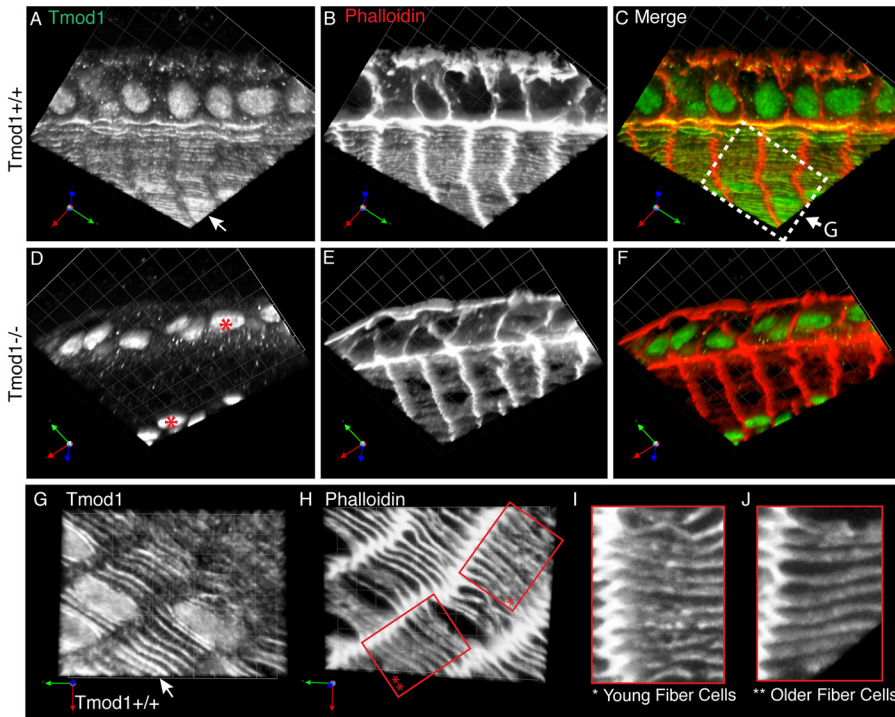 A Tmod1
B Phalloidin
C Merge
Tmod1+/+
G
D
E
F
Tmod1-/-
*
*
G Tmod1
H Phalloidin
I
J
*
**
Tmod1+/+
* Young Fiber Cells
** Older Fiber Cells